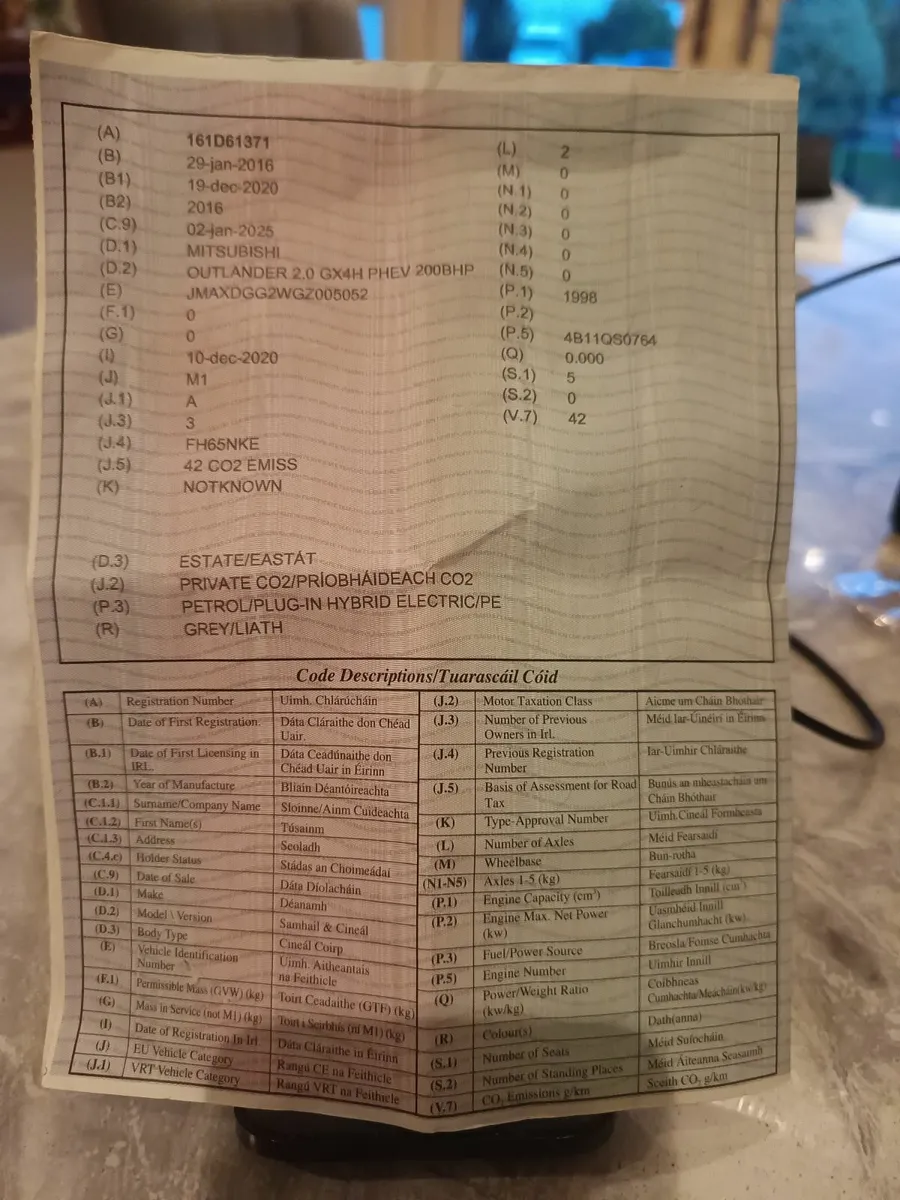 (A) 161D61371
(B) 29-jan-2016
(B1) 19-dec-2020
(B2) 2016
(C.9) 02-jan-2025
(D.1) MITSUBISHI
(D.2) OUTLANDER 2.0 GX4H PHEV 200BHP
(E) JMAXDGG2WGZ005052
(F.1) 0
(G) 0
(I) 10-dec-2020
(J) M1
(J.1) A
(J.3) 3
(J.4) FH65NKE
(J.5) 42 CO2 EMISS
(K) NOTKNOWN
(L) 2
(M) 0
(N.1) 0
(N.2) 0
(N.3) 0
(N.4) 0
(N.5) 0
(P.1) 1998
(P.2)
(P.5) 4B11QS0764
(Q) 0.000
(S.1) 5
(S.2) 0
(V.7) 42
(D.3) ESTATE/EASTÁT
(J.2) PRIVATE CO2/PRÍOBHÁIDEACH CO2
(P.3) PETROL/PLUG-IN HYBRID ELECTRIC/PE
(R) GREY/LIATH
Code Descriptions/Tuarascáil Cóid
(A) Registration Number Uimh. Chlárúcháin
(B) Date of First Registration. Dáta Cláraithe don Chéad
Uair.
(B.1) Date of First Licensing in Dáta Ceadúnaithe don
IRL. Chéad Uair in Éirinn
(B.2) Year of Manufacture Bliain Déantóireachta
(C.1.1) Surname/Company Name Sloinne/Ainm Cuideachta
(C.1.2) First Name(s) Túsainm
(C.1.3) Address Seoladh
(C.4.c) Holder Status Stádas an Choimeádaí
(C.9) Date of Sale Dáta Díolacháin
(D.1) Make Déanamh
(D.2) Model \ Version Samhail & Cineál
(D.3) Body Type Cineál Coirp
(E) Vehicle Identification Uimh. Aitheantais
Number na Feithicle
(F.1) Permissible Mass (GVW) (kg) Toirt Ceadaithe (GTF) (kg)
(G) Mass in Service (not M1) (kg) Toirt i Seirbhís (ní M1) (kg)
(I) Date of Registration In Irl Dáta Cláraithe in Éirinn
(J) EU Vehicle Category Rangú CE na Feithicle
(J.1) VRT Vehicle Category Rangú VRT na Feithicle
(J.2) Motor Taxation Class Aicme um Cháin Bhóthair
(J.3) Number of Previous Méid Iar-Úinéirí in Éirinn
Owners in Irl.
(J.4) Previous Registration Iar-Uimhir Chláraithe
Number
(J.5) Basis of Assessment for Road Bunús an mheastacháin um
Tax Cháin Bhóthair
(K) Type-Approval Number Uimh.Cineál Formheasta
(L) Number of Axles Méid Fearsaidí
(M) Wheelbase Bun-rotha
(N1-N5) Axles 1-5 (kg) Fearsaidí 1-5 (kg)
(P.1) Engine Capacity (cm³) Toilleadh Innill (cm³)
(P.2) Engine Max. Net Power Uasmhéid Innill
(kw) Glanchumhacht (kw)
(P.3) Fuel/Power Source Breosla/Foinse Cumhachta
(P.5) Engine Number Uimhir Innill
(Q) Power/Weight Ratio Coibhneas
(kw/kg) Cumhachta/Meacháin(kw/kg)
(R) Colour(s) Dath(anna)
(S.1) Number of Seats Méid Suíocháin
(S.2) Number of Standing Places Méid Áiteanna Seasaimh
(V.7) CO₂ Emissions g/km Sceith CO₂ g/km